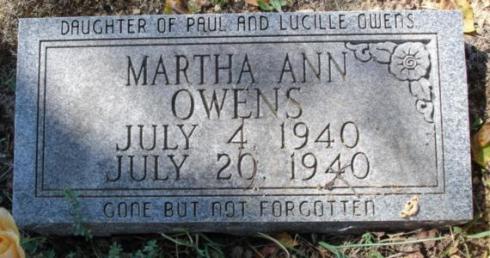 DAUGHTER OF PAUL AND LUCILLE OWENS
MARTHA ANN
OWENS
JULY 4, 1940
JULY 20, 1940
GONE BUT NOT FORGOTTEN